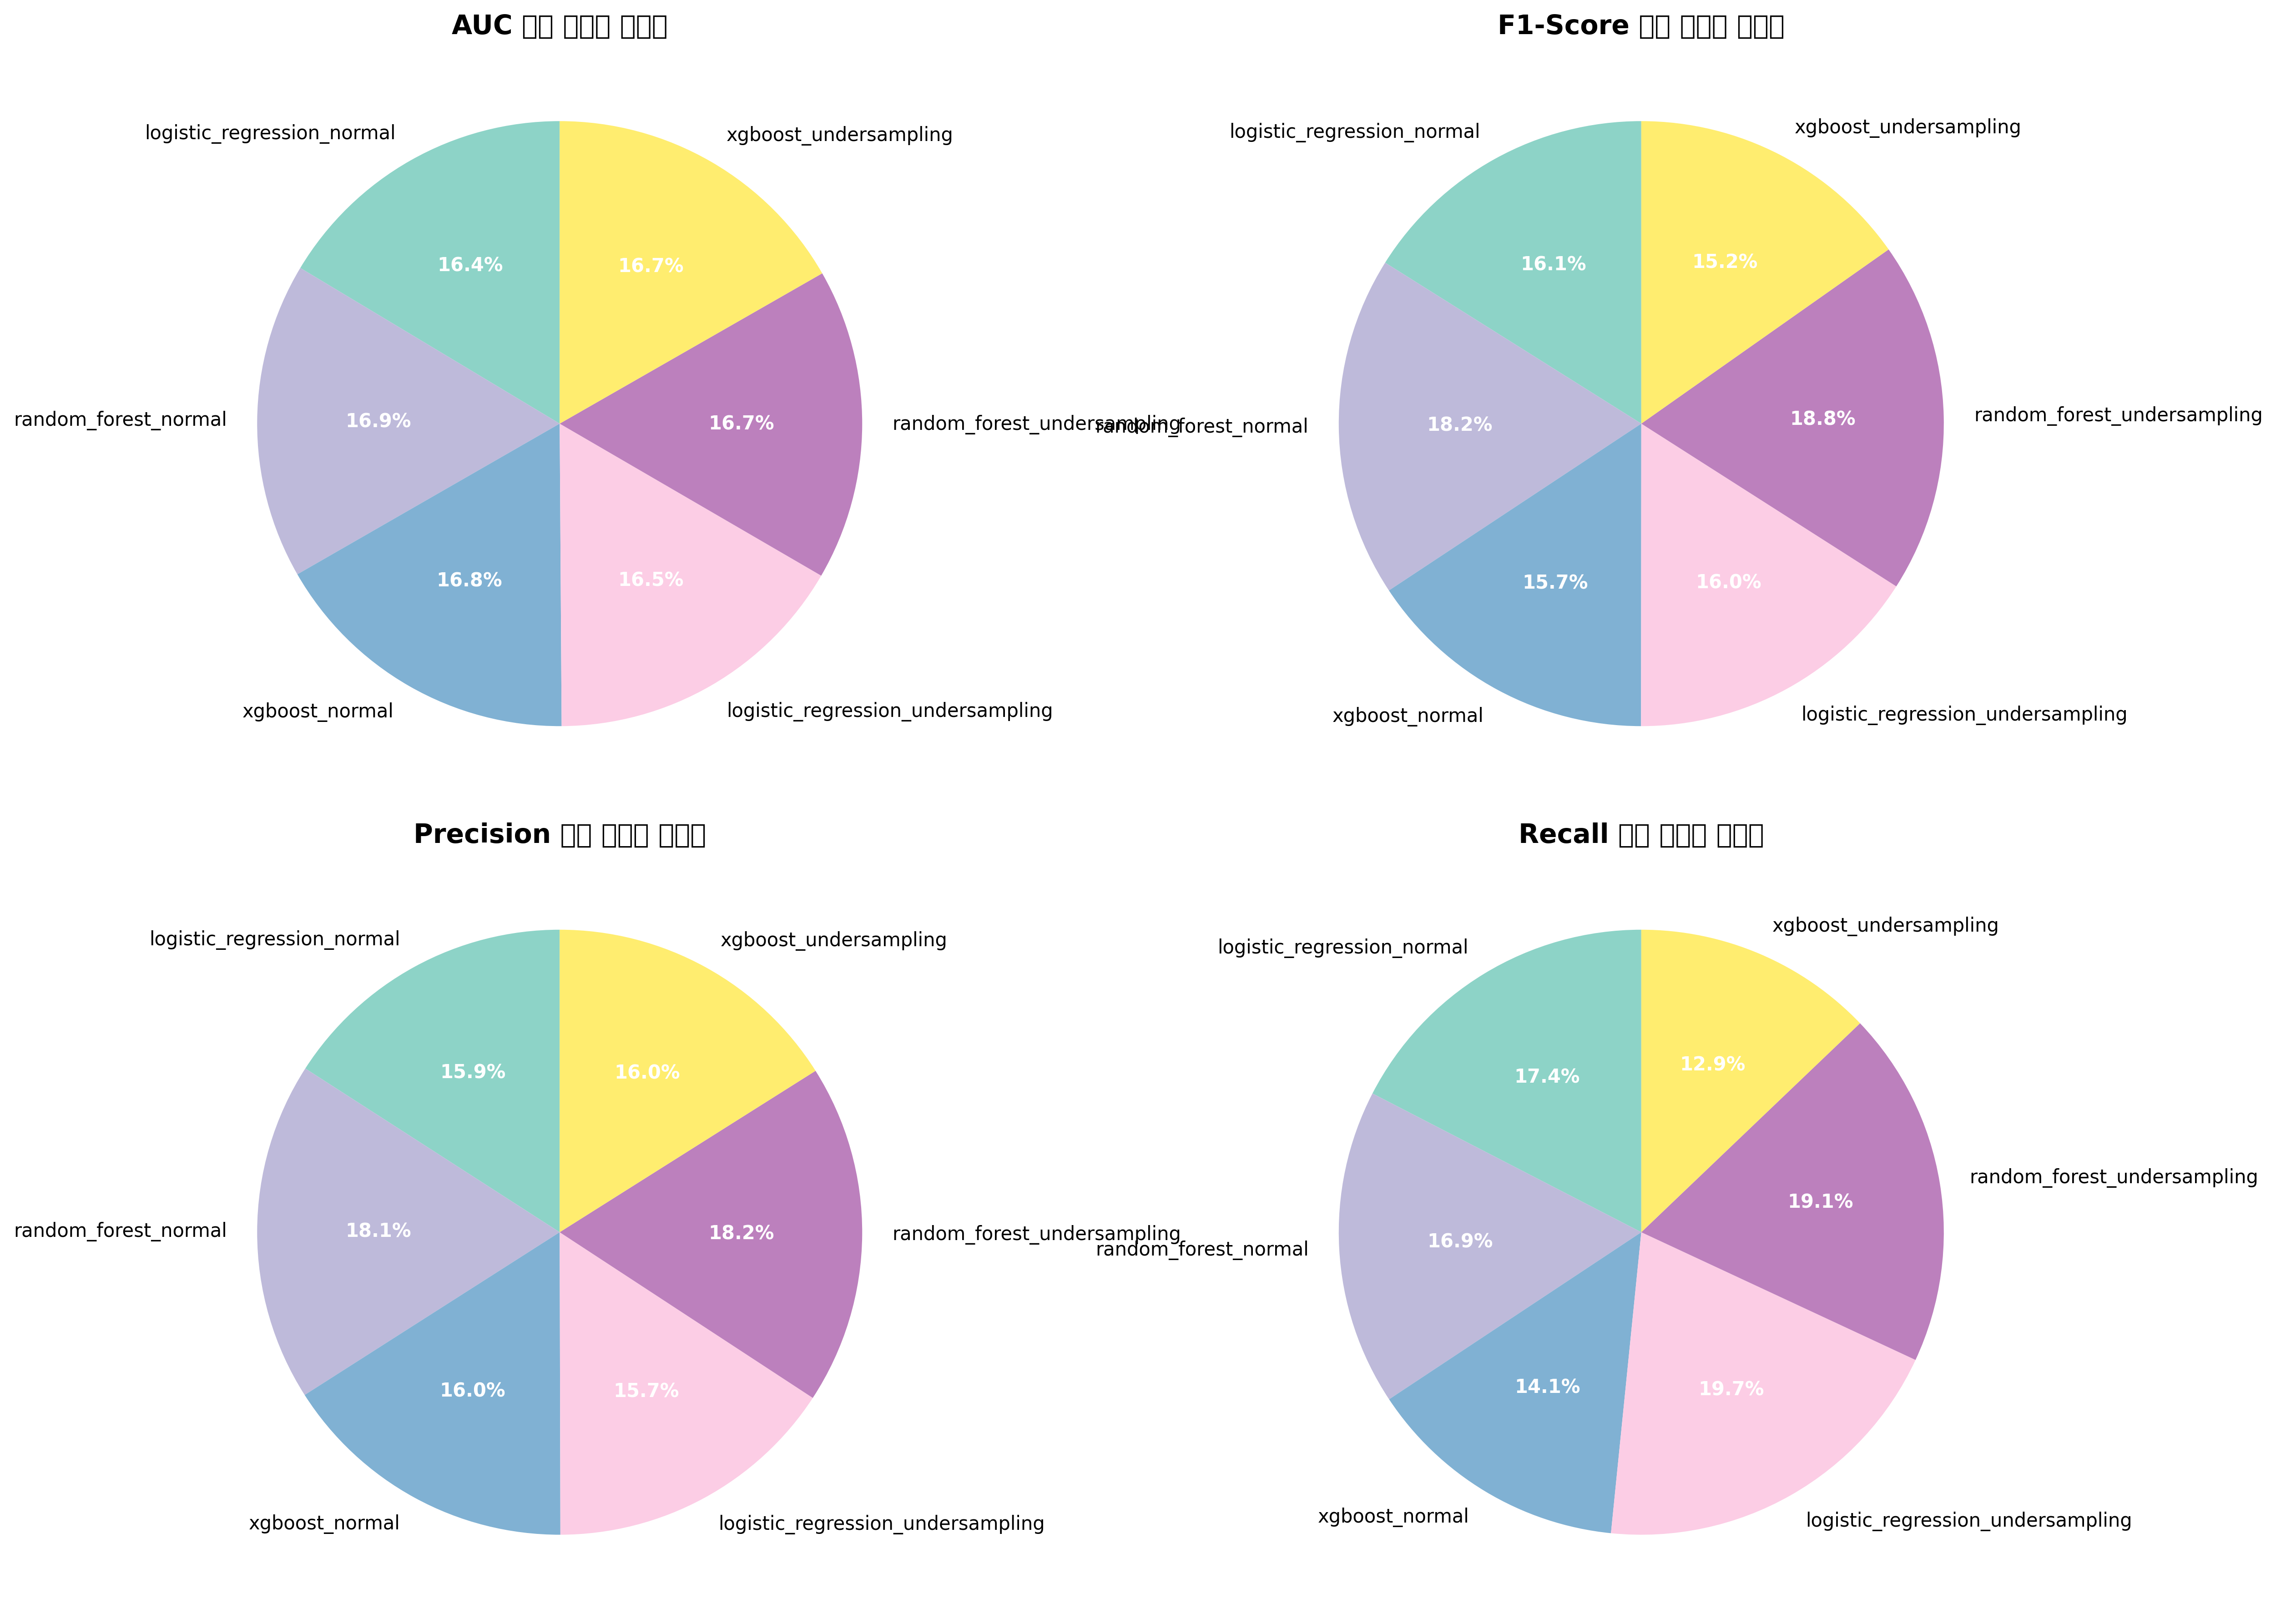 AUC
logistic_regression_normal
xgboost_undersampling
16.4%
16.7%
random_forest_normal
16.9%
16.7%
random_forest_undersampling
16.8%
16.5%
xgboost_normal
logistic_regression_undersampling
F1-Score
logistic_regression_normal
xgboost_undersampling
16.1%
15.2%
random_forest_normal
18.2%
18.8%
random_forest_undersampling
15.7%
16.0%
xgboost_normal
logistic_regression_undersampling
Precision
logistic_regression_normal
xgboost_undersampling
15.9%
16.0%
random_forest_normal
18.1%
18.2%
random_forest_undersampling
16.0%
15.7%
xgboost_normal
logistic_regression_undersampling
Recall
logistic_regression_normal
xgboost_undersampling
17.4%
12.9%
random_forest_normal
16.9%
19.1%
random_forest_undersampling
14.1%
19.7%
xgboost_normal
logistic_regression_undersampling